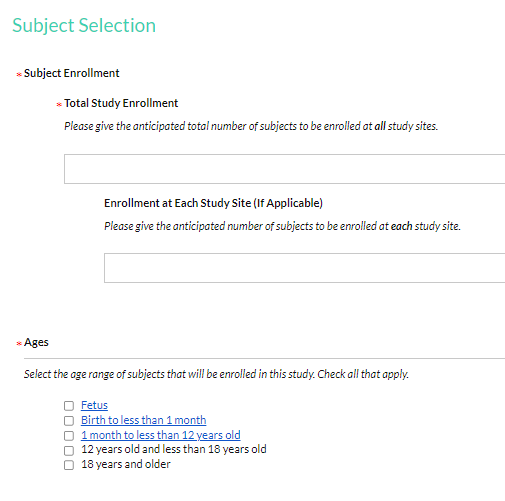 Subject Selection
* Subject Enrollment
* Total Study Enrollment
Please give the anticipated total number of subjects to be enrolled at all study sites.
Enrollment at Each Study Site (If Applicable)
Please give the anticipated number of subjects to be enrolled at each study site.
* Ages
Select the age range of subjects that will be enrolled in this study. Check all that apply.
Fetus
Birth to less than 1 month
1 month to less than 12 years old
12 years old and less than 18 years old
18 years and older